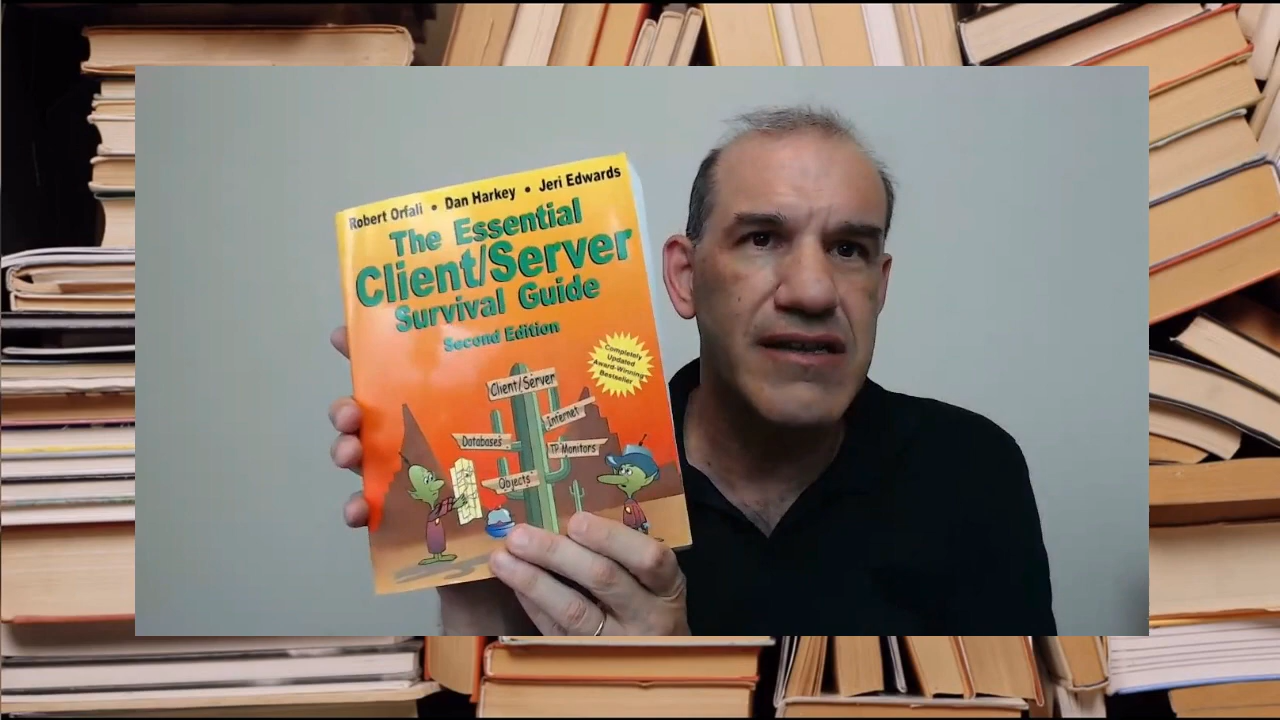 Robert Orfali • Dan Harkey • Jeri Edwards
The Essential
Client/Server
Survival Guide
Second Edition
Completely
Updated
Award-Winning
Bestseller
Client/Server
Internet
Databases
TP Monitors
Objects